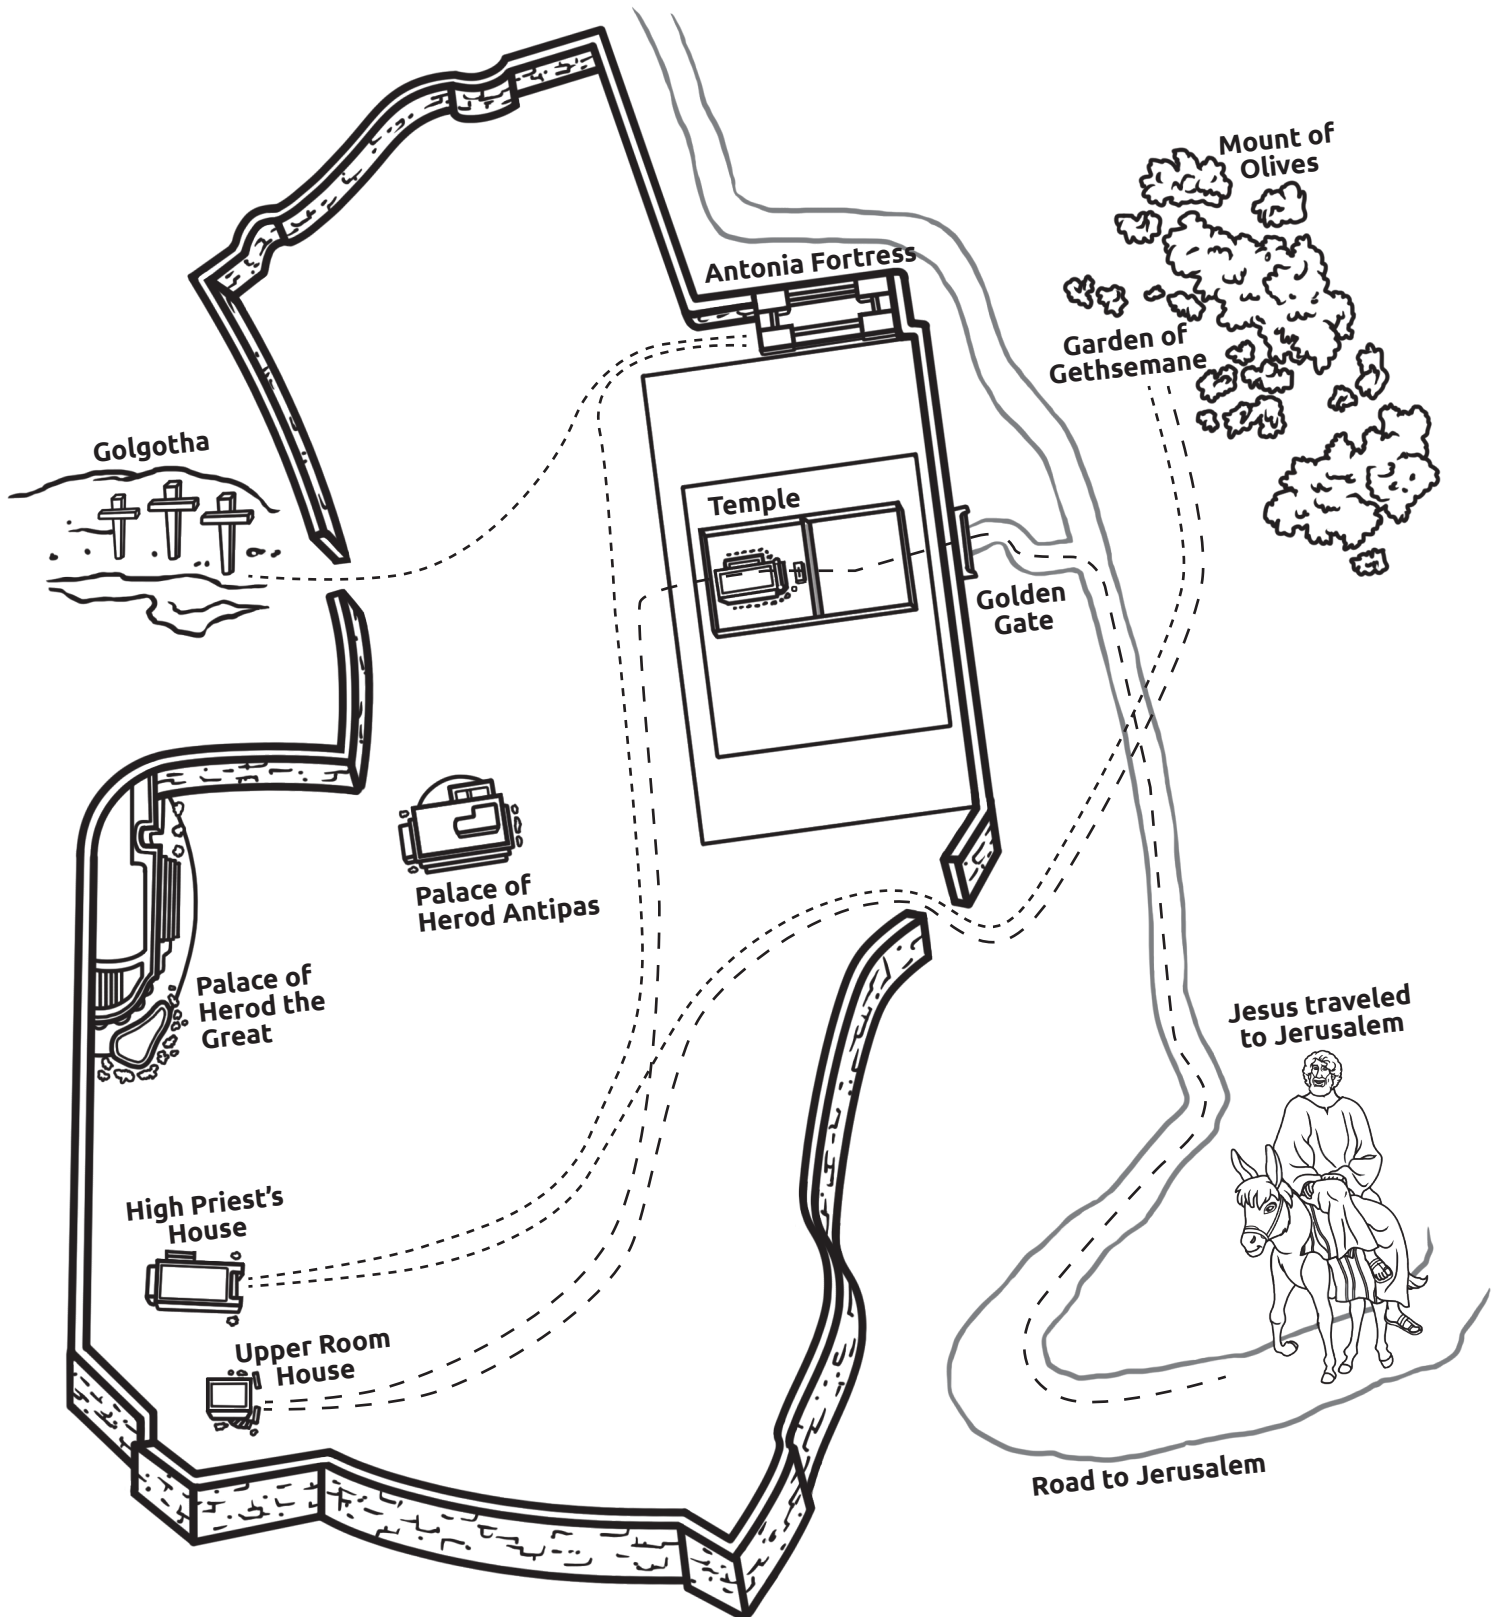 Mount of
Olives
Antonia Fortress
Garden of
Gethsemane
Golgotha
Temple
Golden
Gate
Palace of
Herod Antipas
Palace of
Herod the
Great
Jesus traveled
to Jerusalem
High Priest’s
House
Upper Room
House
Road to Jerusalem